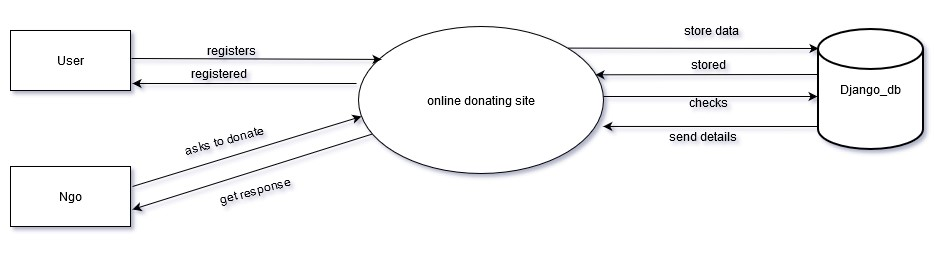 store data
registers
User
stored
registered
Django_db
online donating site
checks
asks to donate
send details
get response
Ngo